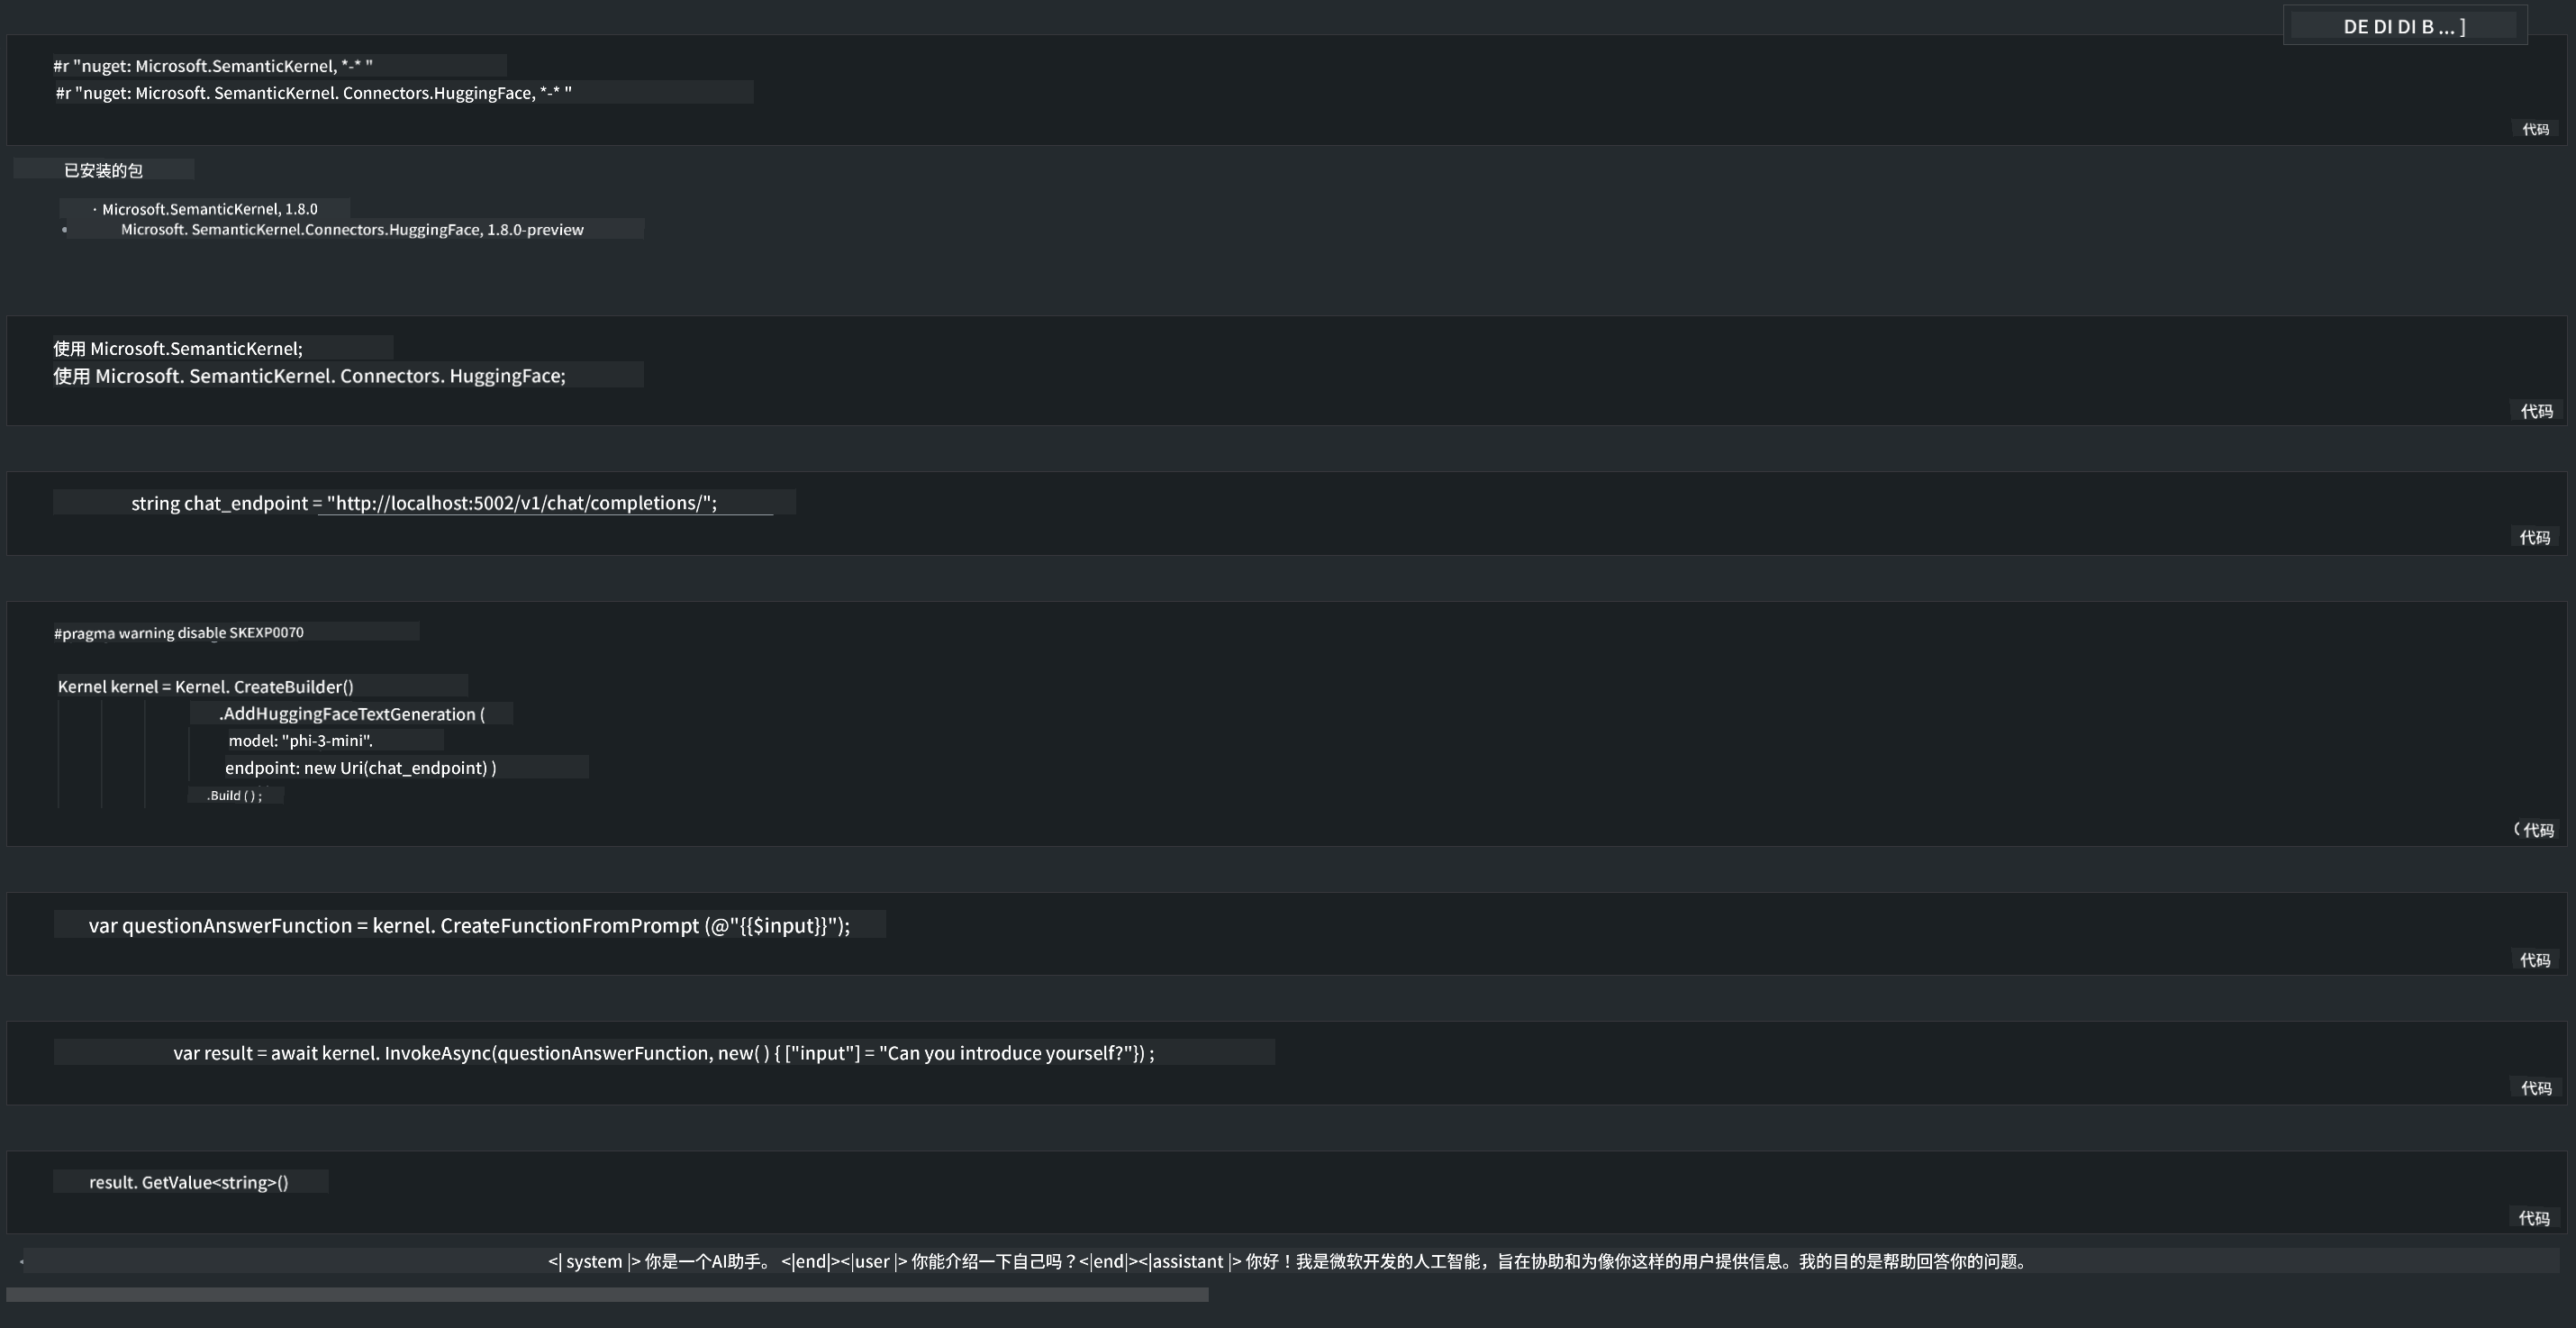 DE DI DI B ... ]
#r "nuget: Microsoft.SemanticKernel, *-* "
#r "nuget: Microsoft. SemanticKernel. Connectors.HuggingFace, *-* "
代码
已安装的包
· Microsoft.SemanticKernel, 1.8.0
• Microsoft. SemanticKernel.Connectors.HuggingFace, 1.8.0-preview
使用 Microsoft.SemanticKernel;
使用 Microsoft. SemanticKernel. Connectors. HuggingFace;
代码
string chat_endpoint = "http://localhost:5002/v1/chat/completions/";
代码
#pragma warning disable SKEXP0070
Kernel kernel = Kernel. CreateBuilder()
.AddHuggingFaceTextGeneration (
model: "phi-3-mini".
endpoint: new Uri(chat_endpoint) )
.Build ( ) ;
( 代码
var questionAnswerFunction = kernel. CreateFunctionFromPrompt (@"{{$input}}");
代码
var result = await kernel. InvokeAsync(questionAnswerFunction, new( ) { ["input"] = "Can you introduce yourself?"}) ;
代码
result. GetValue<string>()
代码
<| system |> 你是一个AI助手。 <|end|><|user |> 你能介绍一下自己吗？<|end|><|assistant |> 你好！我是微软开发的人工智能，旨在协助和为像你这样的用户提供信息。我的目的是帮助回答你的问题。